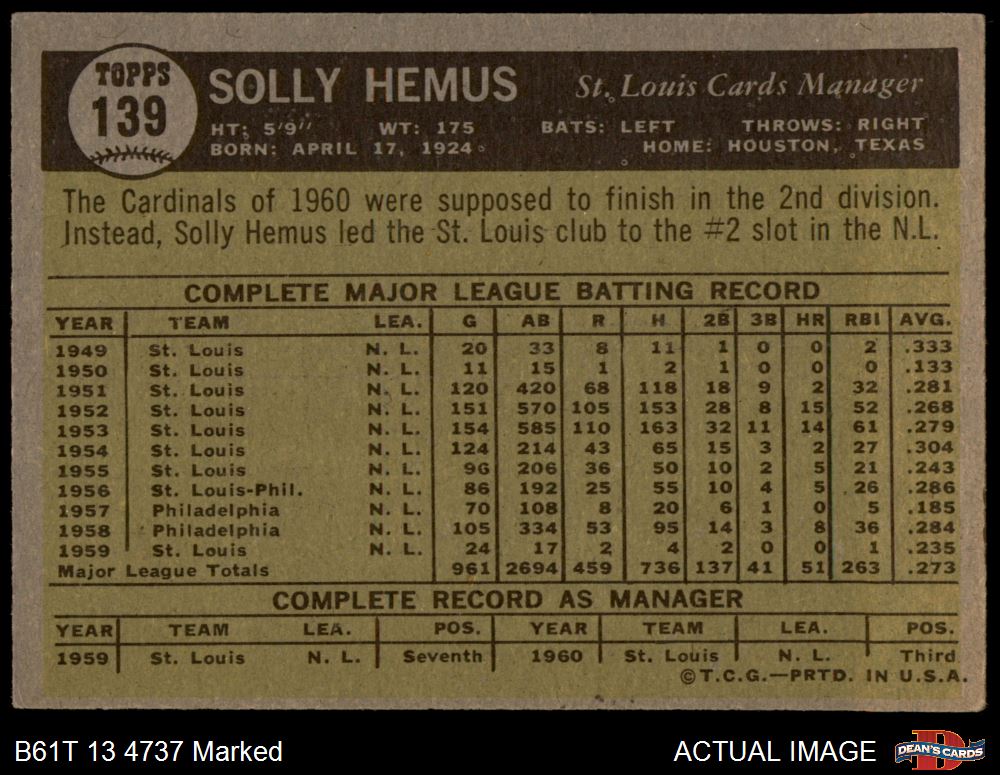 TOPPS
139
SOLLY HEMUS St. Louis Cards Manager
HT: 5'9" WT: 175 BATS: LEFT THROWS: RIGHT
BORN: APRIL 17, 1924 HOME: HOUSTON, TEXAS
The Cardinals of 1960 were supposed to finish in the 2nd division.
Instead, Solly Hemus led the St. Louis club to the #2 slot in the N.L.
COMPLETE MAJOR LEAGUE BATTING RECORD
YEAR TEAM LEA. G AB R H 2B 3B HR RBI AVG.
1949 St. Louis N. L. 20 33 8 11 1 0 0 2 .333
1950 St. Louis N. L. 11 15 1 2 1 0 0 0 .133
1951 St. Louis N. L. 120 420 68 118 18 9 2 32 .281
1952 St. Louis N. L. 151 570 105 153 28 8 15 52 .268
1953 St. Louis N. L. 154 585 110 163 32 11 14 61 .279
1954 St. Louis N. L. 124 214 43 65 15 3 2 27 .304
1955 St. Louis N. L. 96 206 36 50 10 2 5 21 .243
1956 St. Louis-Phil. N. L. 86 192 25 55 10 4 5 26 .286
1957 Philadelphia N. L. 70 108 8 20 6 1 0 5 .185
1958 Philadelphia N. L. 105 334 53 95 14 3 8 36 .284
1959 St. Louis N. L. 24 17 2 4 2 0 0 1 .235
Major League Totals 961 2694 459 736 137 41 51 263 .273
COMPLETE RECORD AS MANAGER
YEAR TEAM LEA. POS. YEAR TEAM LEA. POS.
1959 St. Louis N. L. Seventh 1960 St. Louis N. L. Third
©T.C.G.—PRTD. IN U.S.A.
B61T 13 4737 Marked ACTUAL IMAGE DEAN'S CARDS